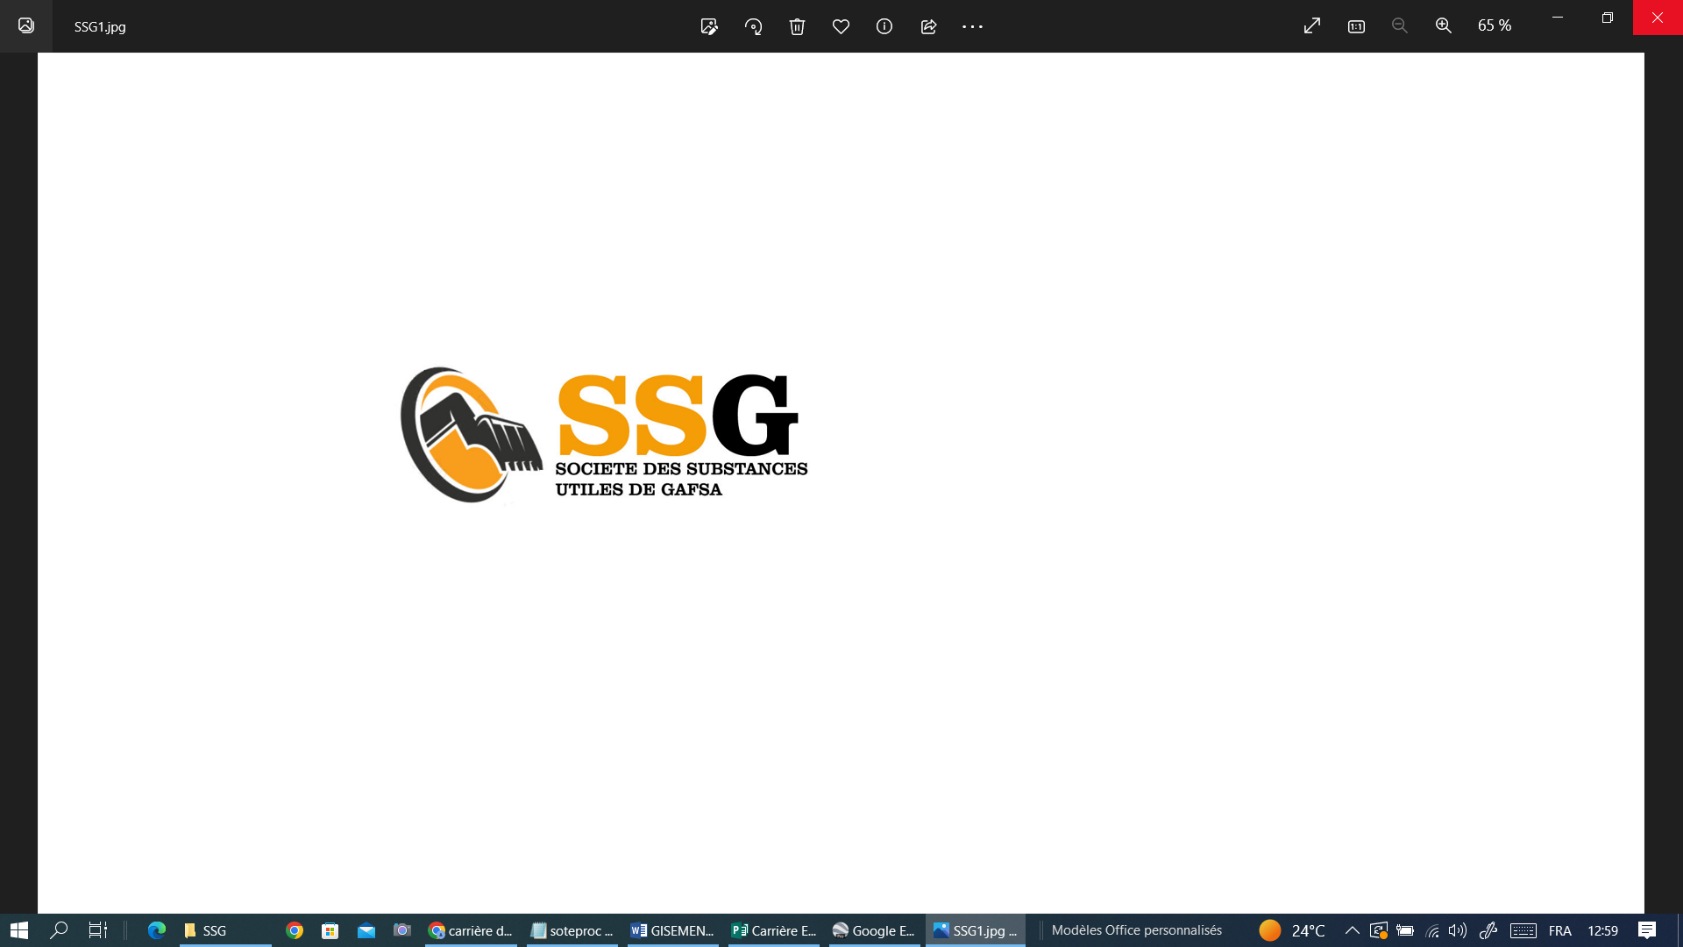 SSG1.jpg
65 %
SSG
SOCIETE DES SUBSTANCES
UTILES DE GAFSA
SSG
carrière d...
soteproc ...
GISEMEN...
Carrière E...
Google E...
SSG1.jpg ...
Modèles Office personnalisés
24°C
FRA
12:59